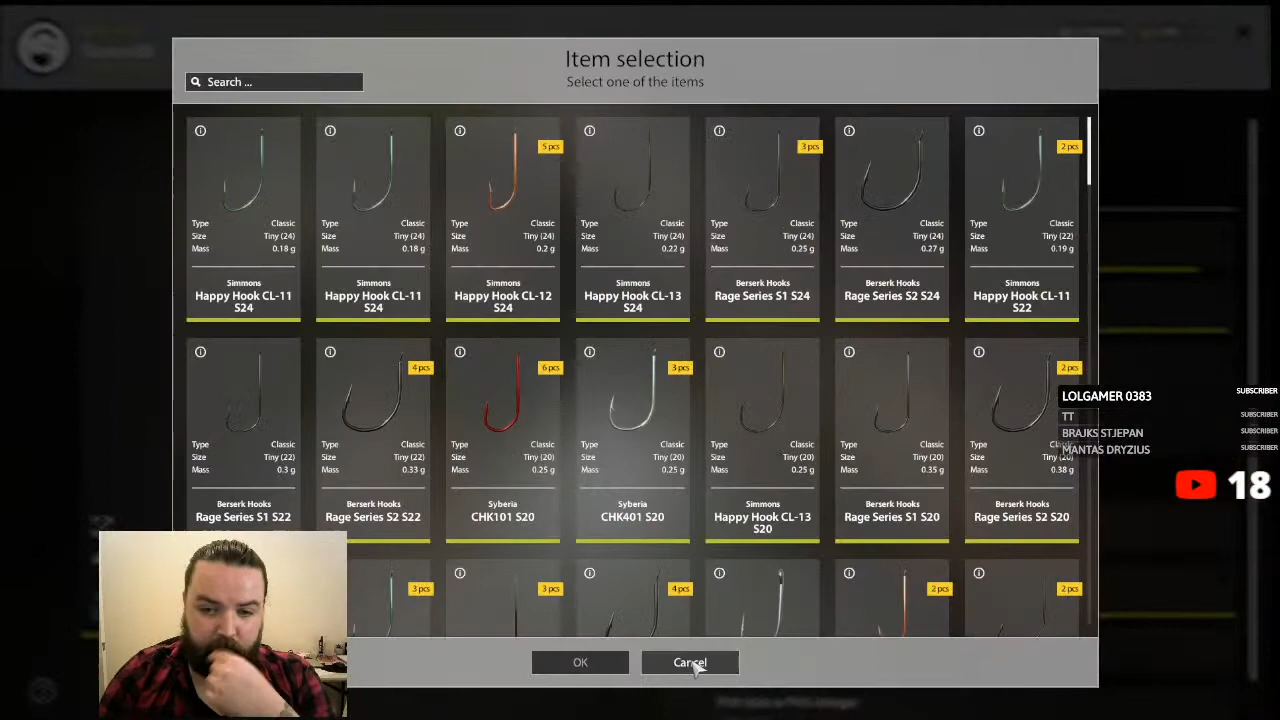 Item selection
Search ...
Select one of the items
5 pcs
3 pcs
2 pcs
Type Classic
Size Tiny (24)
Mass 0.18 g
Simmons
Happy Hook CL-11
S24
Type Classic
Size Tiny (24)
Mass 0.18 g
Simmons
Happy Hook CL-11
S24
Type Classic
Size Tiny (24)
Mass 0.2 g
Simmons
Happy Hook CL-12
S24
Type Classic
Size Tiny (24)
Mass 0.22 g
Simmons
Happy Hook CL-13
S24
Type Classic
Size Tiny (24)
Mass 0.25 g
Berserk Hooks
Rage Series S1 S24
Type Classic
Size Tiny (24)
Mass 0.27 g
Berserk Hooks
Rage Series S2 S24
Type Classic
Size Tiny (22)
Mass 0.19 g
Simmons
Happy Hook CL-11
S22
4 pcs
6 pcs
3 pcs
2 pcs
Type Classic
Size Tiny (22)
Mass 0.3 g
Berserk Hooks
Rage Series S1 S22
Type Classic
Size Tiny (22)
Mass 0.33 g
Berserk Hooks
Rage Series S2 S22
Type Classic
Size Tiny (20)
Mass 0.25 g
Syberia
CHK101 S20
Type Classic
Size Tiny (20)
Mass 0.25 g
Syberia
CHK401 S20
Type Classic
Size Tiny (20)
Mass 0.25 g
Simmons
Happy Hook CL-13
S20
Type Classic
Size Tiny (20)
Mass 0.35 g
Berserk Hooks
Rage Series S1 S20
Type
Size Tiny
Mass 0.38 g
Berserk Hooks
Rage Series S2 S20
LOLGAMER 0383 SUBSCRIBER
TT SUBSCRIBER
BRAJKS STJEPAN SUBSCRIBER
MANTAS DRYZIUS SUBSCRIBER
18
3 pcs
3 pcs
4 pcs
2 pcs
2 pcs
OK
Cancel